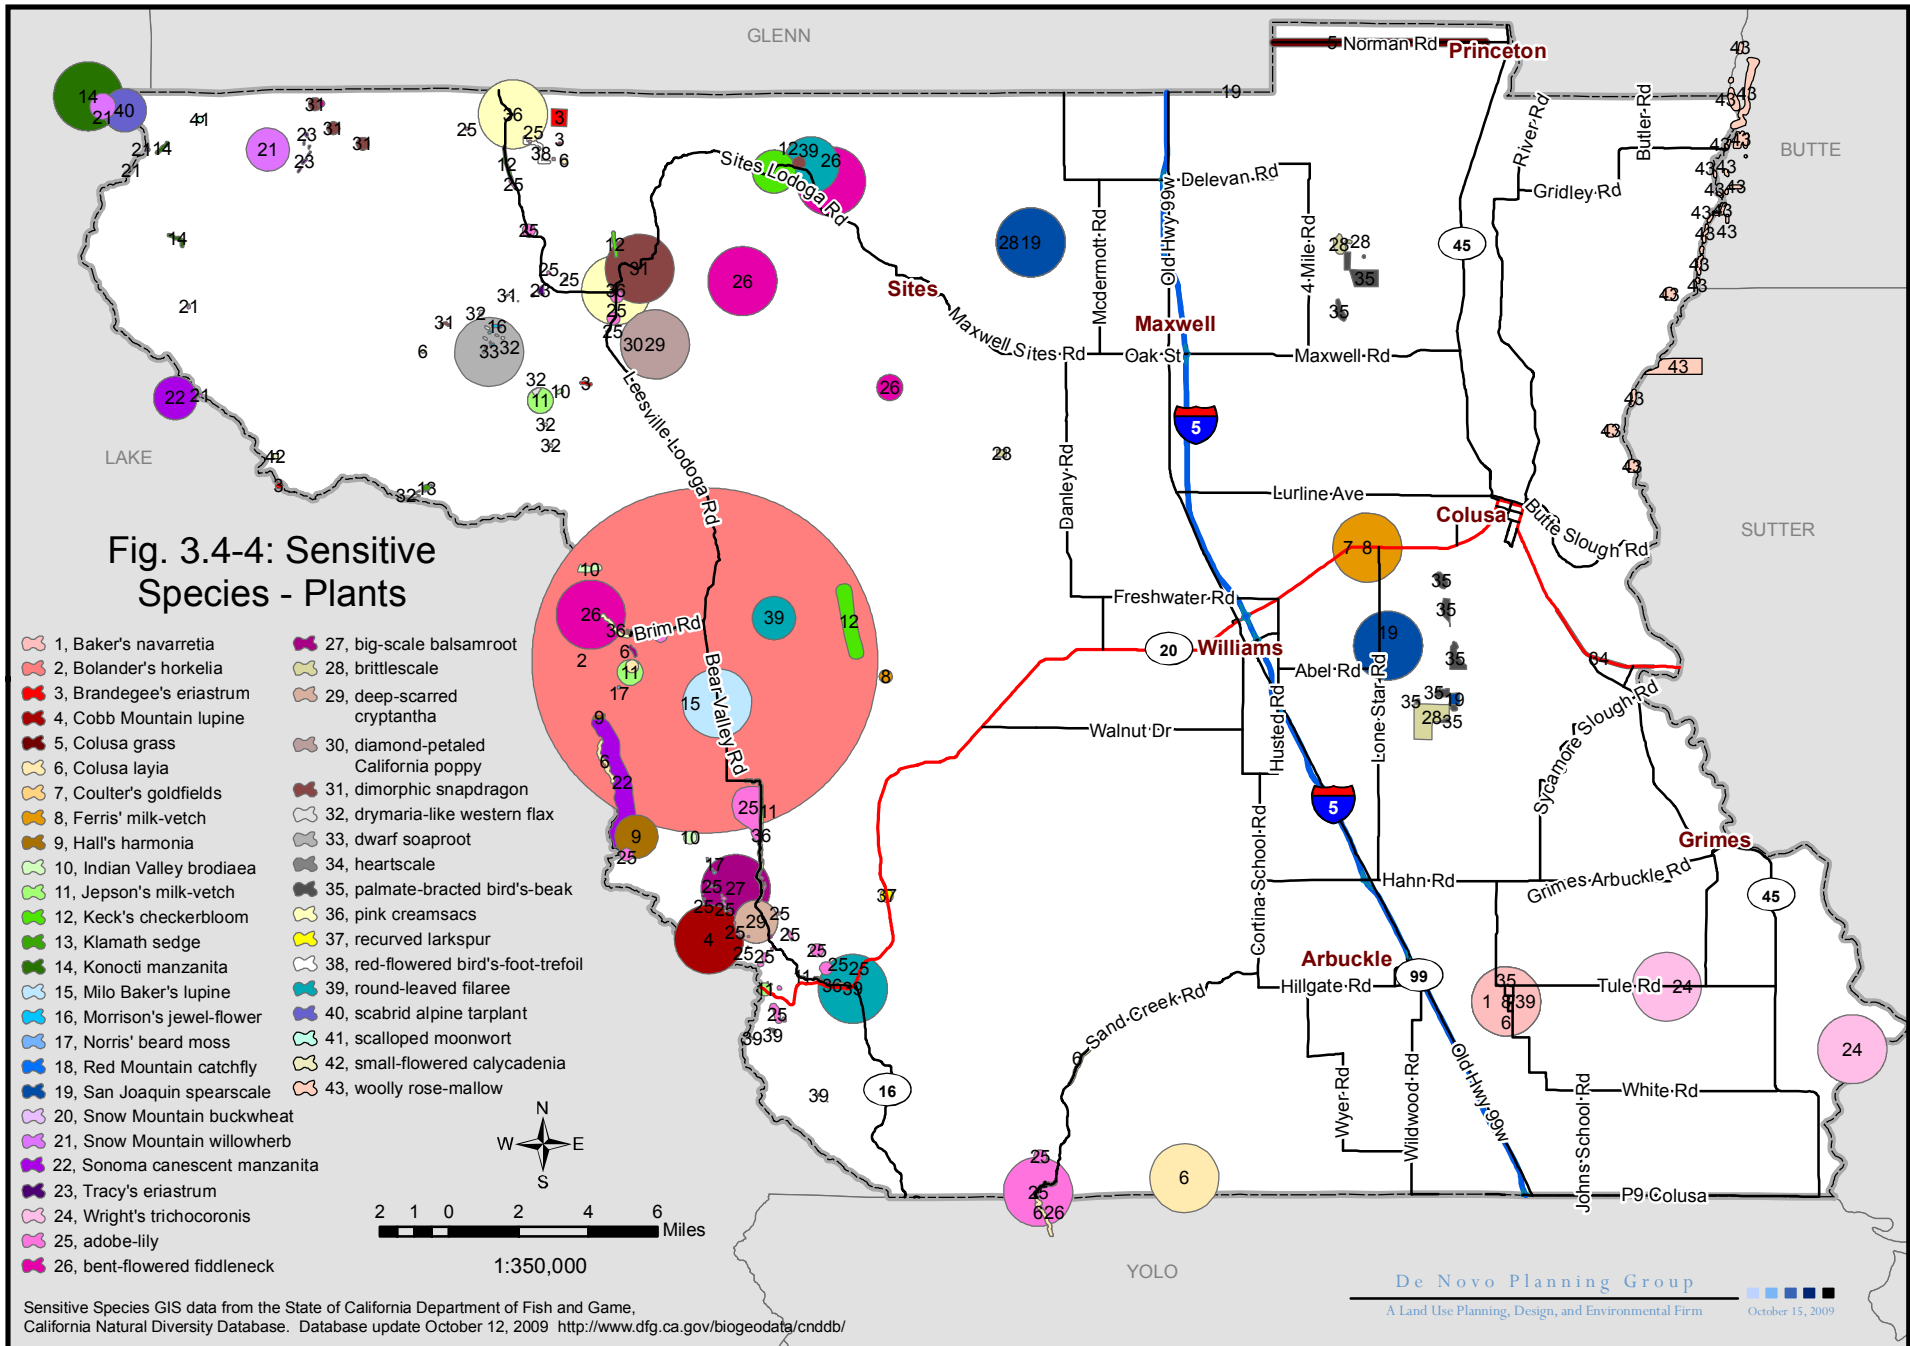 GLENN
BUTTE
LAKE
SUTTER
YOLO
Princeton
Sites
Maxwell
Colusa
Williams
Grimes
Arbuckle
5 Norman Rd
River Rd
Butler Rd
Gridley Rd
Delevan Rd
Sites Lodoga Rd
Mcdermott Rd
Old Hwy 99w
4 Mile Rd
45
Maxwell Sites Rd
Oak St
Maxwell Rd
Leesville Lodoga Rd
5
Danley Rd
Lurline Ave
Butte Slough Rd
Freshwater Rd
20
Brim Rd
Bear Valley Rd
Abel Rd
Lone Star Rd
Husted Rd
Walnut Dr
Sycamore Slough Rd
5
Cortina School Rd
Hahn Rd
Grimes Arbuckle Rd
45
99
Hillgate Rd
Tule Rd
Sand Creek Rd
Old Hwy 99w
Wyer Rd
Wildwood Rd
Johns School Rd
White Rd
16
P9 Colusa
Fig. 3.4-4: Sensitive
Species - Plants
1, Baker's navarretia
2, Bolander's horkelia
3, Brandegee's eriastrum
4, Cobb Mountain lupine
5, Colusa grass
6, Colusa layia
7, Coulter's goldfields
8, Ferris' milk-vetch
9, Hall's harmonia
10, Indian Valley brodiaea
11, Jepson's milk-vetch
12, Keck's checkerbloom
13, Klamath sedge
14, Konocti manzanita
15, Milo Baker's lupine
16, Morrison's jewel-flower
17, Norris' beard moss
18, Red Mountain catchfly
19, San Joaquin spearscale
20, Snow Mountain buckwheat
21, Snow Mountain willowherb
22, Sonoma canescent manzanita
23, Tracy's eriastrum
24, Wright's trichocoronis
25, adobe-lily
26, bent-flowered fiddleneck
27, big-scale balsamroot
28, brittlescale
29, deep-scarred
cryptantha
30, diamond-petaled
California poppy
31, dimorphic snapdragon
32, drymaria-like western flax
33, dwarf soaproot
34, heartscale
35, palmate-bracted bird's-beak
36, pink creamsacs
37, recurved larkspur
38, red-flowered bird's-foot-trefoil
39, round-leaved filaree
40, scabrid alpine tarplant
41, scalloped moonwort
42, small-flowered calycadenia
43, woolly rose-mallow
N
W E
S
2 1 0 2 4 6
Miles
1:350,000
Sensitive Species GIS data from the State of California Department of Fish and Game,
California Natural Diversity Database. Database update October 12, 2009 http://www.dfg.ca.gov/biogeodata/cnddb/
De Novo Planning Group
A Land Use Planning, Design, and Environmental Firm
October 15, 2009